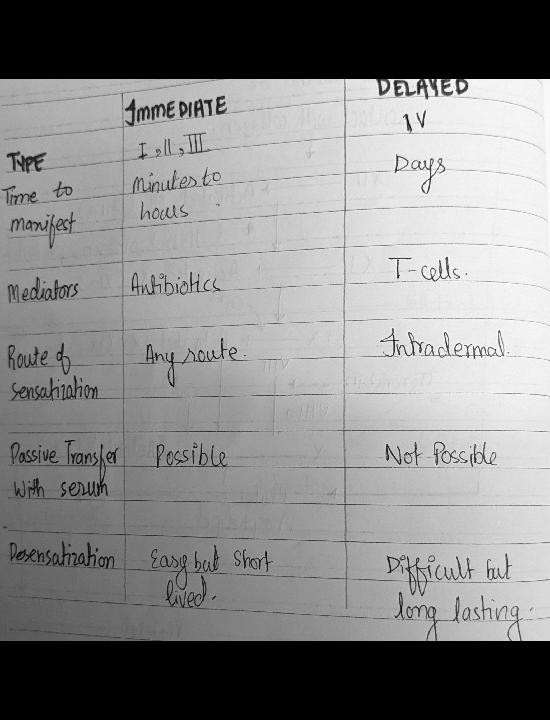 IMMEDIATE DELAYED
TYPE I, II, III IV
Time to manifest Minutes to hours Days
Mediators Antibiotics T-cells.
Route of sensatization Any route. Intradermal.
Passive Transfer with serum Possible Not Possible
Desensatization Easy but short lived. Difficult but long lasting.